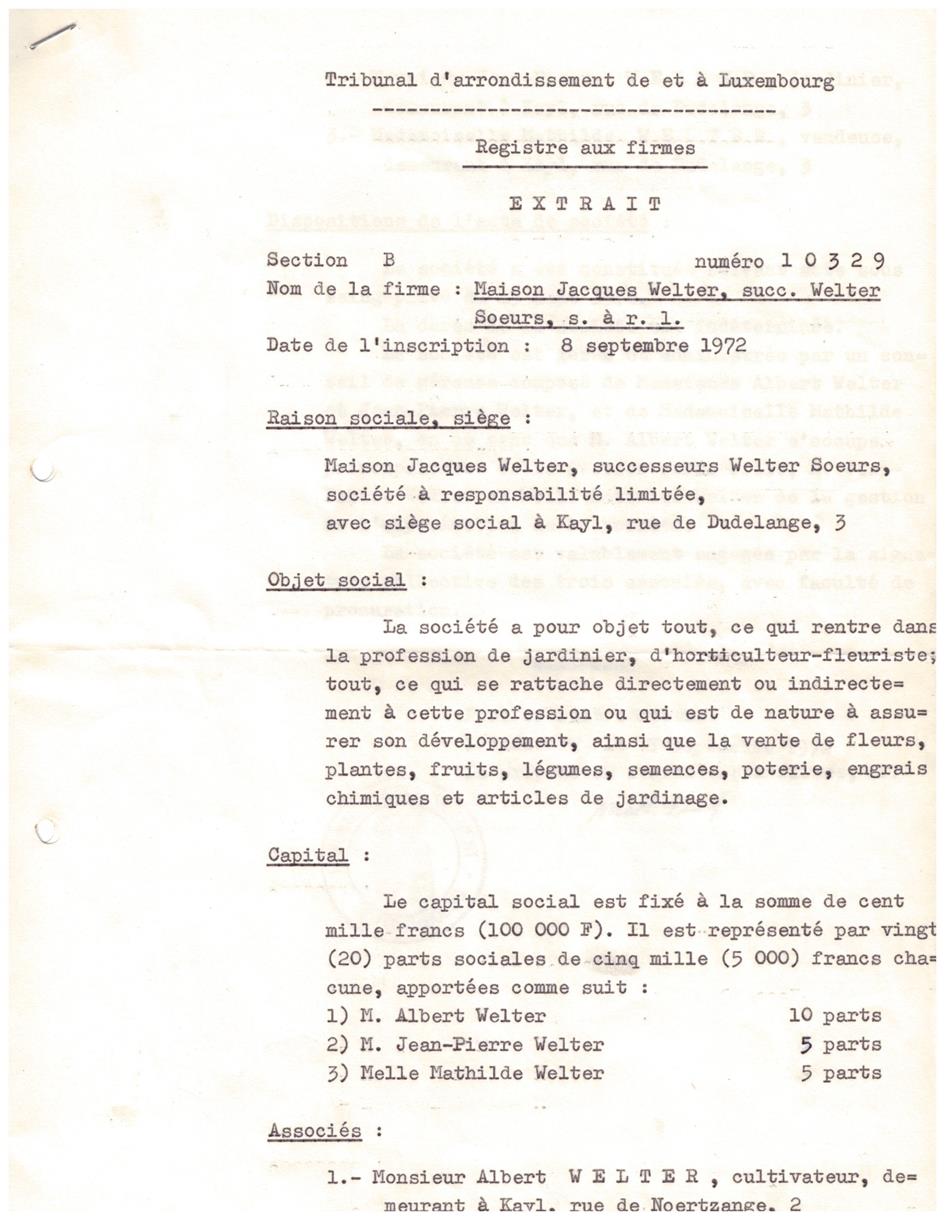 Tribunal d'arrondissement de et à Luxembourg
Registre aux firmes
E X T R A I T
Section B numéro 1 0 3 2 9
Nom de la firme : Maison Jacques Welter, succ. Welter
Soeurs, s. à r. l.
Date de l'inscription : 8 septembre 1972
Raison sociale, siège :
Maison Jacques Welter, successeurs Welter Soeurs,
société à responsabilité limitée,
avec siège social à Kayl, rue de Dudelange, 3
Objet social :
La société a pour objet tout, ce qui rentre dans
la profession de jardinier, d'horticulteur-fleuriste;
tout, ce qui se rattache directement ou indirecte=
ment à cette profession ou qui est de nature à assu=
rer son développement, ainsi que la vente de fleurs,
plantes, fruits, légumes, semences, poterie, engrais
chimiques et articles de jardinage.
Capital :
Le capital social est fixé à la somme de cent
mille francs (100 000 F). Il est représenté par vingt
(20) parts sociales de cinq mille (5 000) francs cha=
cune, apportées comme suit :
1) M. Albert Welter 10 parts
2) M. Jean-Pierre Welter 5 parts
3) Melle Mathilde Welter 5 parts
Associés :
1.- Monsieur Albert W E L T E R , cultivateur, de=
meurant à Kayl, rue de Noertzange, 2